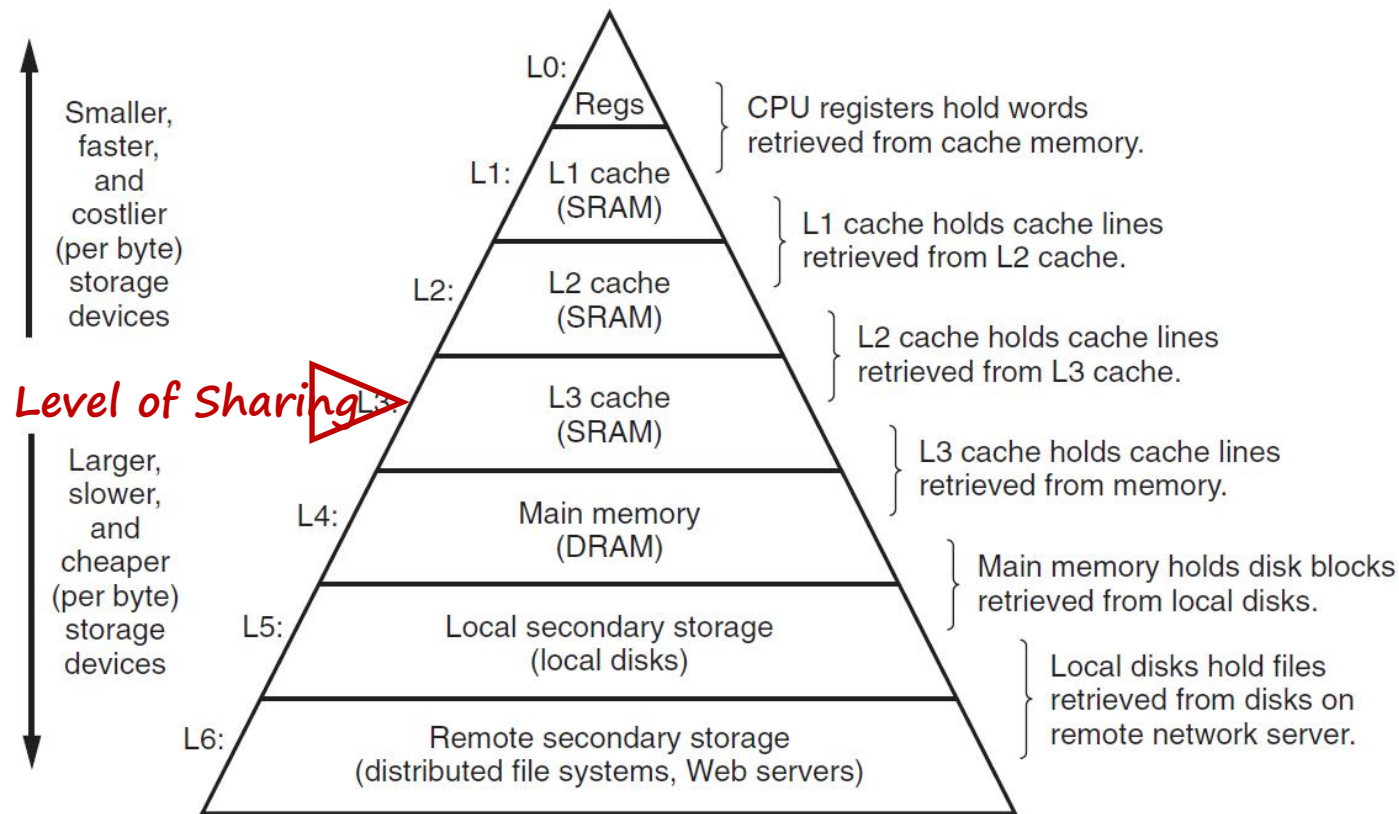 L0:
Regs
CPU registers hold words
retrieved from cache memory.
Smaller,
faster,
and
costlier
(per byte)
storage
devices
L1:
L1 cache
(SRAM)
L1 cache holds cache lines
retrieved from L2 cache.
L2:
L2 cache
(SRAM)
L2 cache holds cache lines
retrieved from L3 cache.
Level of Sharing
L3:
L3 cache
(SRAM)
L3 cache holds cache lines
retrieved from memory.
Larger,
slower,
and
cheaper
(per byte)
storage
devices
L4:
Main memory
(DRAM)
Main memory holds disk blocks
retrieved from local disks.
L5:
Local secondary storage
(local disks)
Local disks hold files
retrieved from disks on
remote network server.
L6:
Remote secondary storage
(distributed file systems, Web servers)